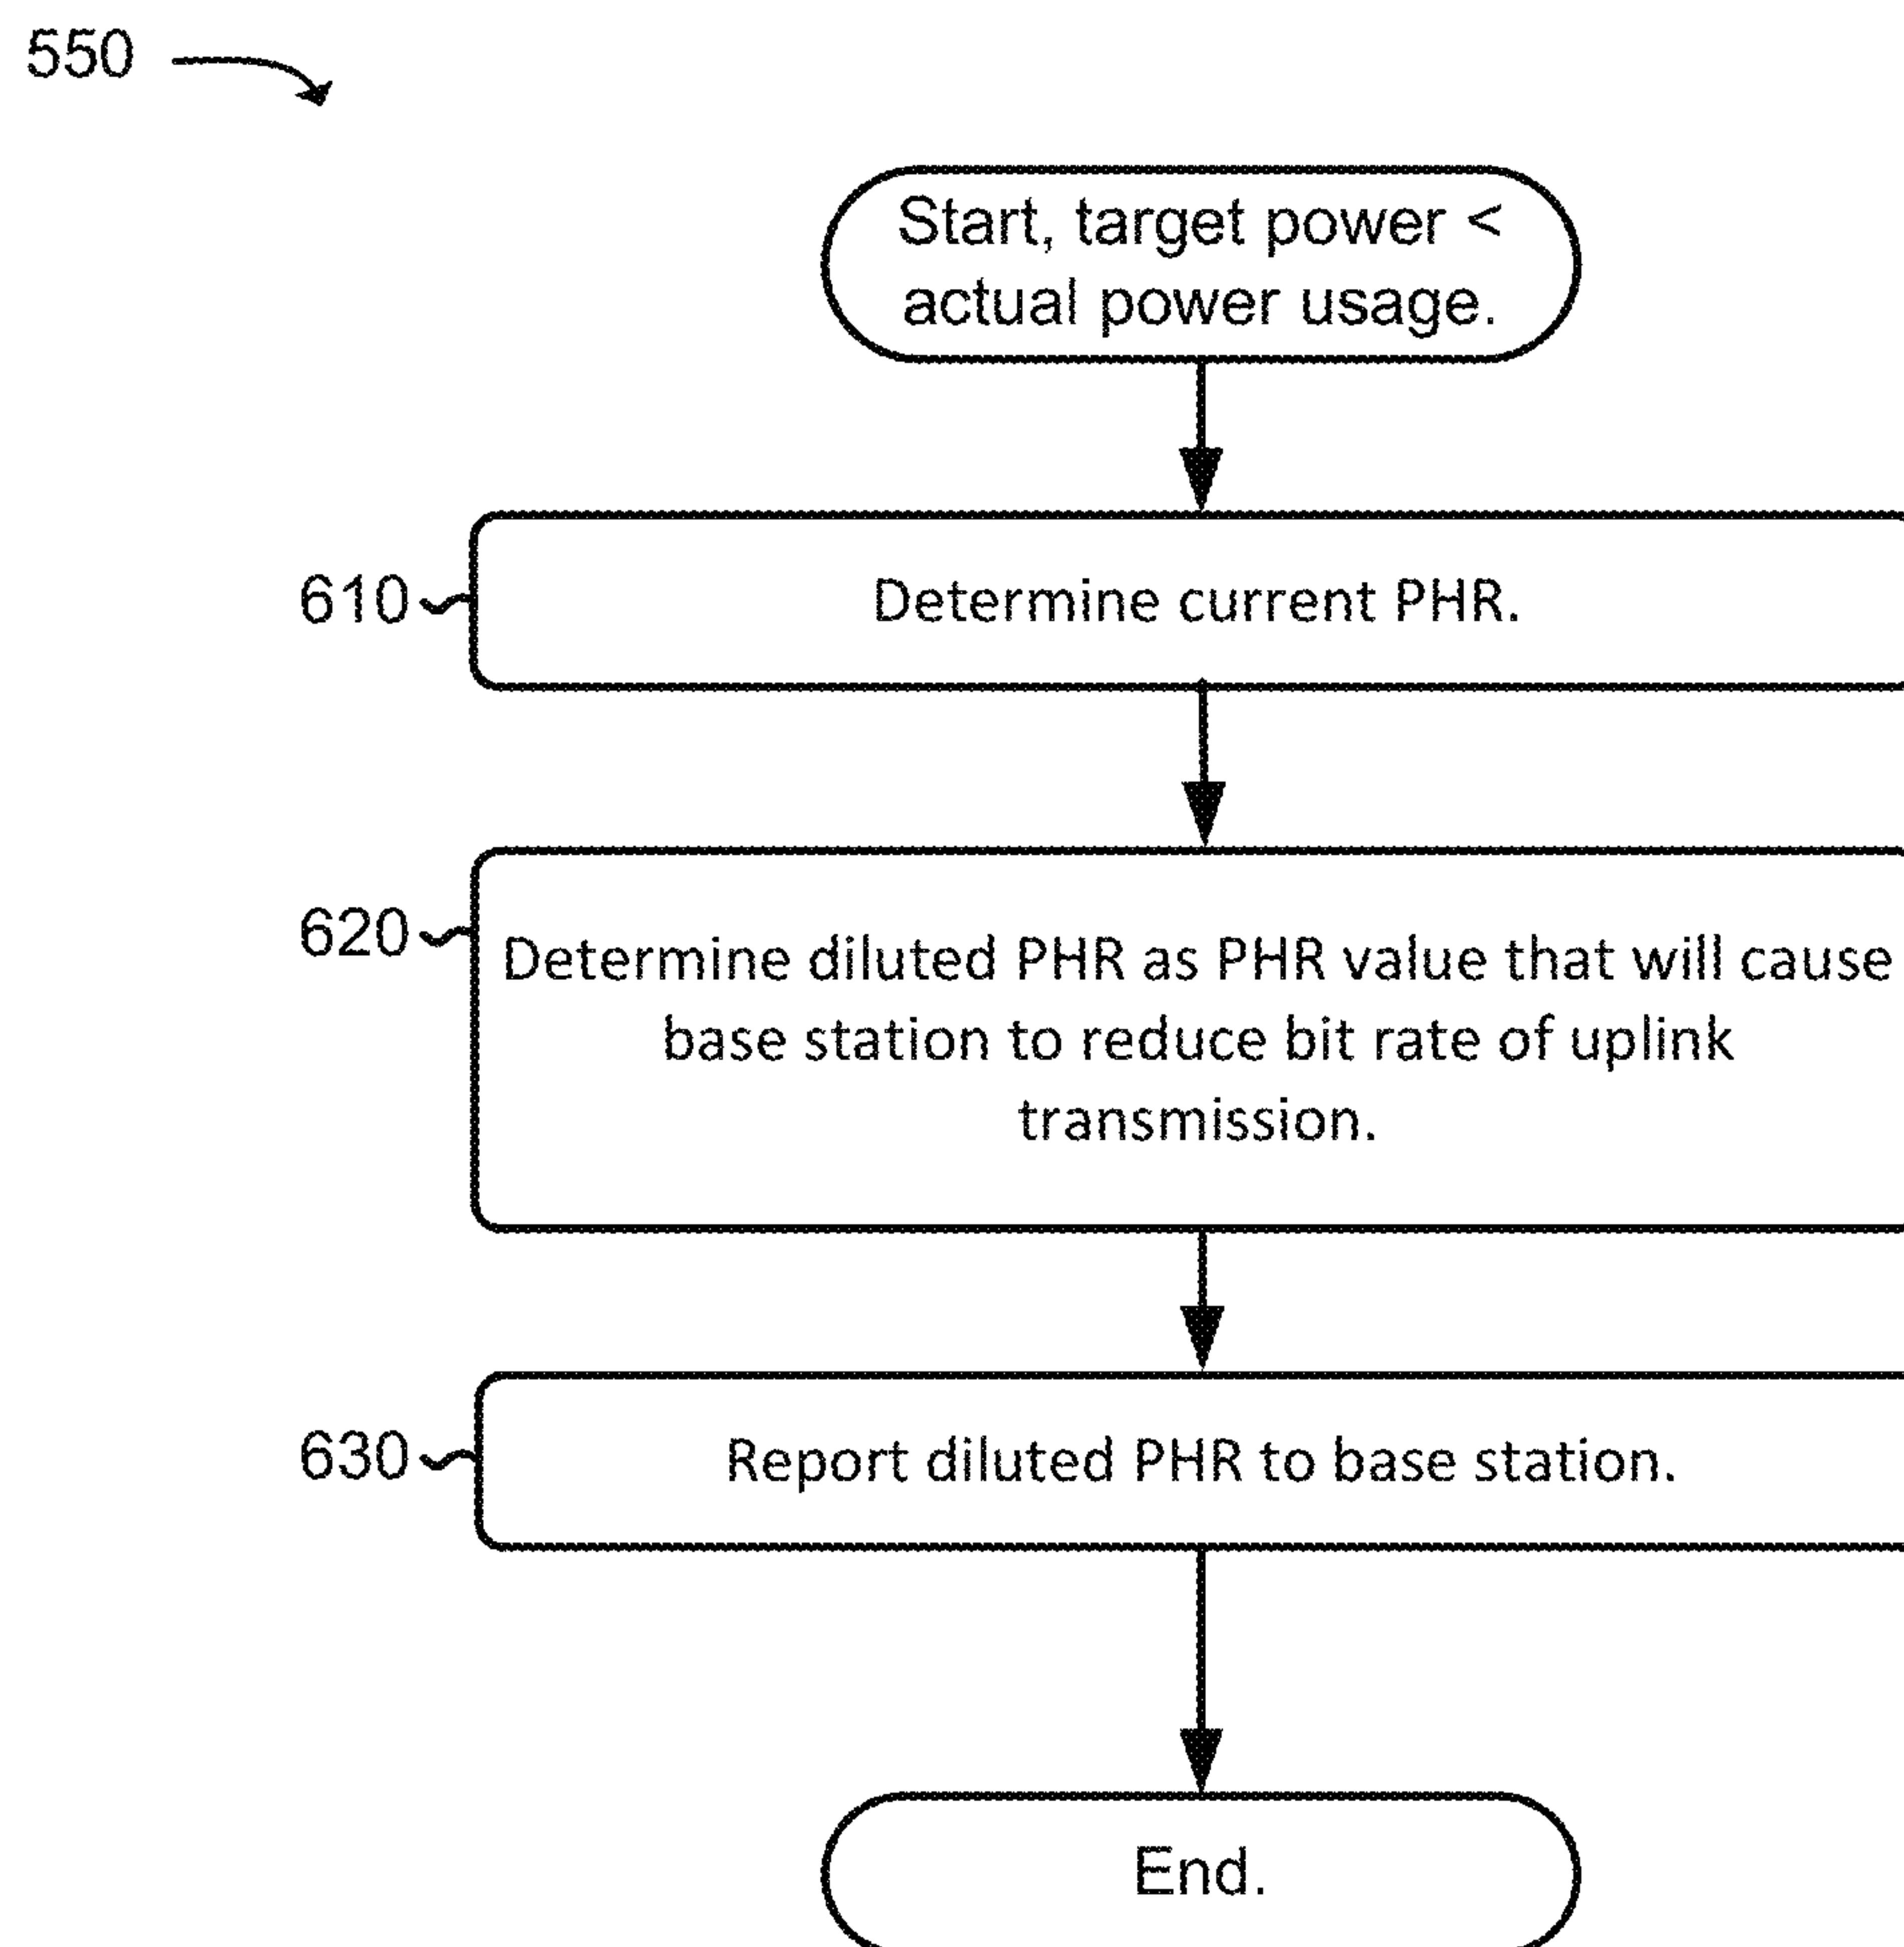 550
Start, target power <
actual power usage.
610
Determine current PHR.
620
Determine diluted PHR as PHR value that will cause
base station to reduce bit rate of uplink
transmission.
630
Report diluted PHR to base station.
End.